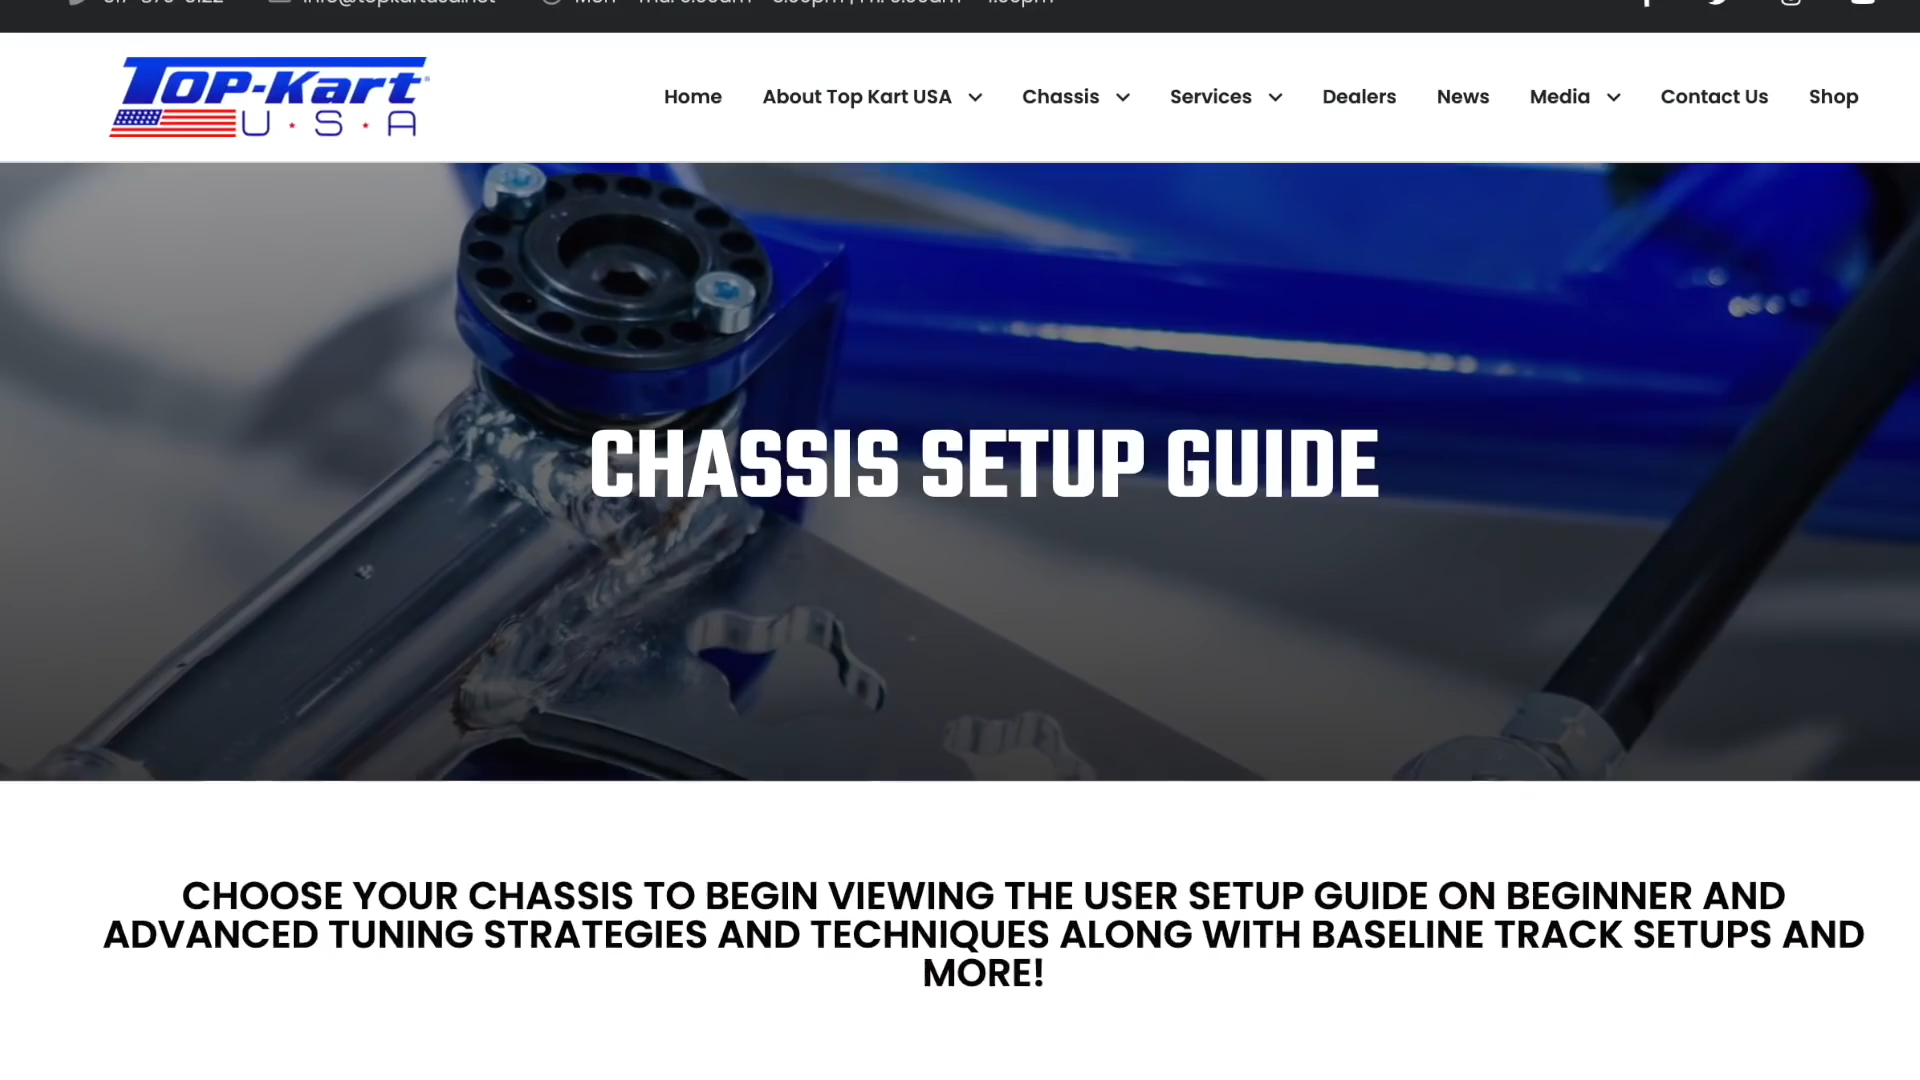 Top-Kart
U.S.A
Home About Top Kart USA Chassis Services Dealers News Media Contact Us Shop
CHASSIS SETUP GUIDE
CHOOSE YOUR CHASSIS TO BEGIN VIEWING THE USER SETUP GUIDE ON BEGINNER AND
ADVANCED TUNING STRATEGIES AND TECHNIQUES ALONG WITH BASELINE TRACK SETUPS AND
MORE!